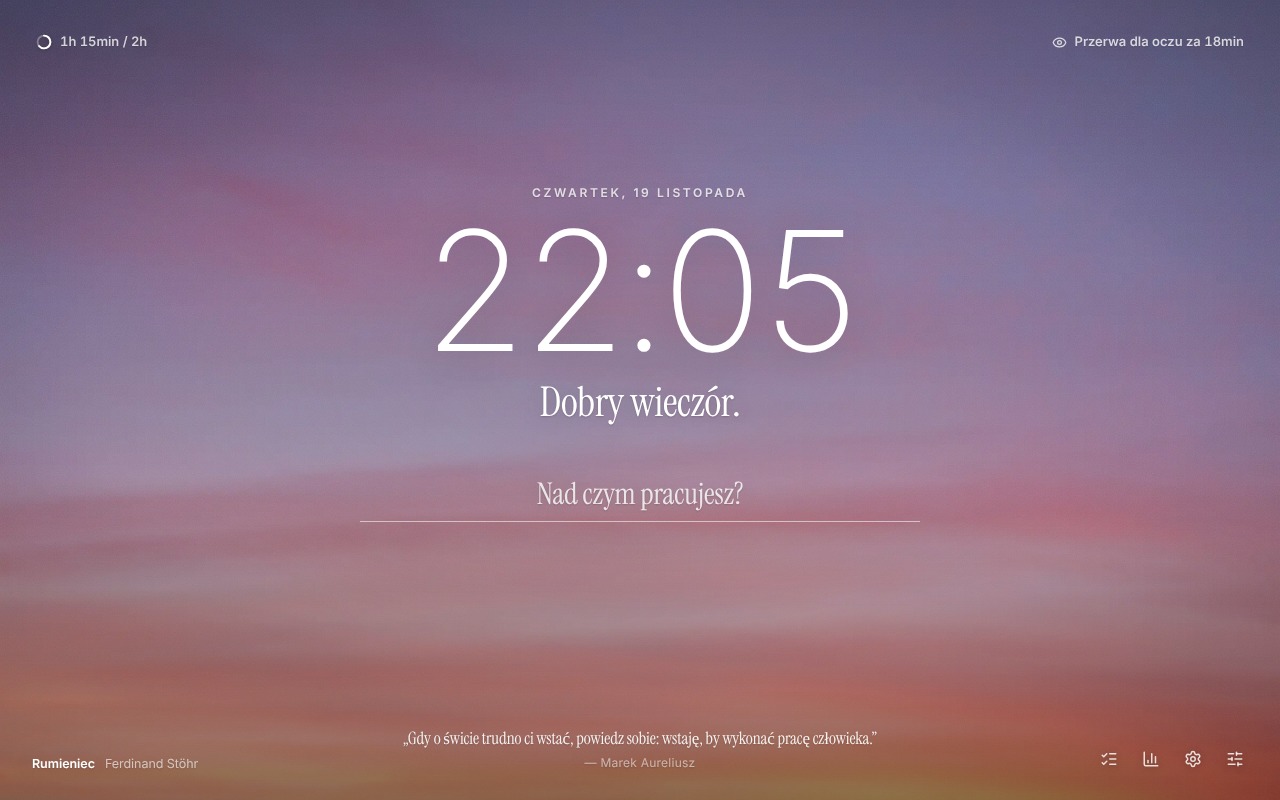 1h 15min / 2h
Przerwa dla oczu za 18min
CZWARTEK, 19 LISTOPADA
22:05
Dobry wieczór.
Nad czym pracujesz?
„Gdy o świcie trudno ci wstać, powiedz sobie: wstaję, by wykonać pracę człowieka.”
— Marek Aureliusz
Rumieniec Ferdinand Stöhr